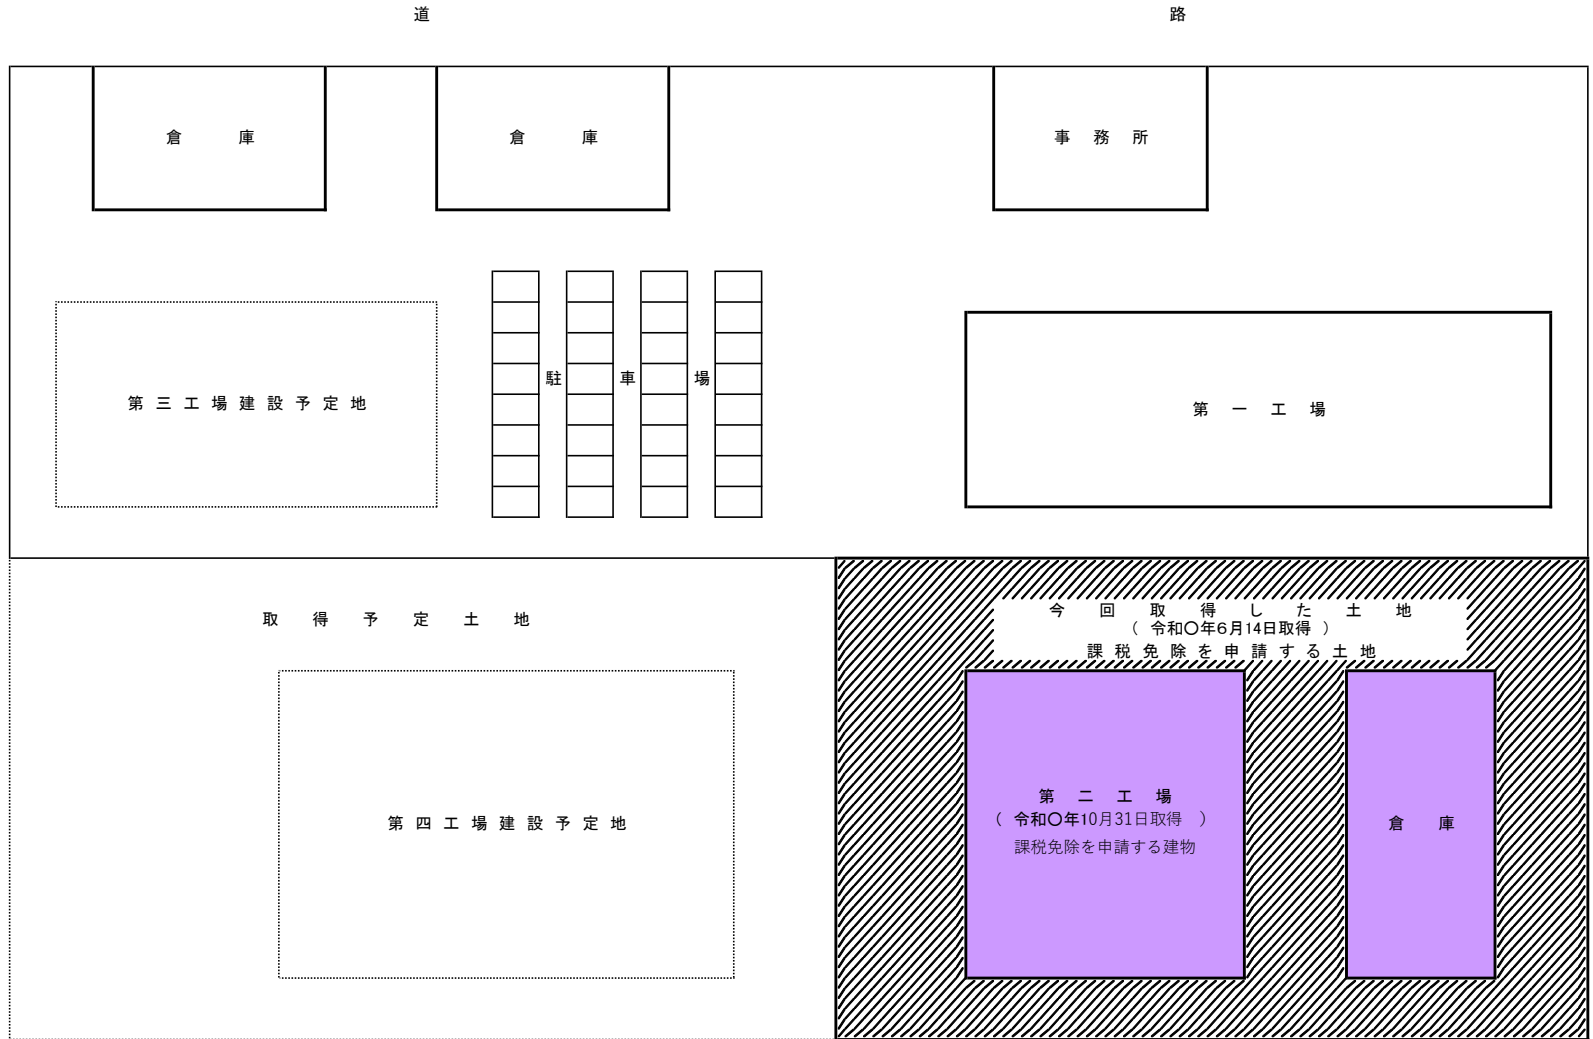 道 路
倉 庫
倉 庫
事 務 所
駐 車 場
第 三 工 場 建 設 予 定 地
第 一 工 場
取 得 予 定 土 地
今 回 取 得 し た 土 地
( 令和〇年6月14日取得 )
課 税 免 除 を 申 請 す る 土 地
第 二 工 場
( 令和〇年10月31日取得 )
課税免除を申請する建物
第 四 工 場 建 設 予 定 地
倉 庫